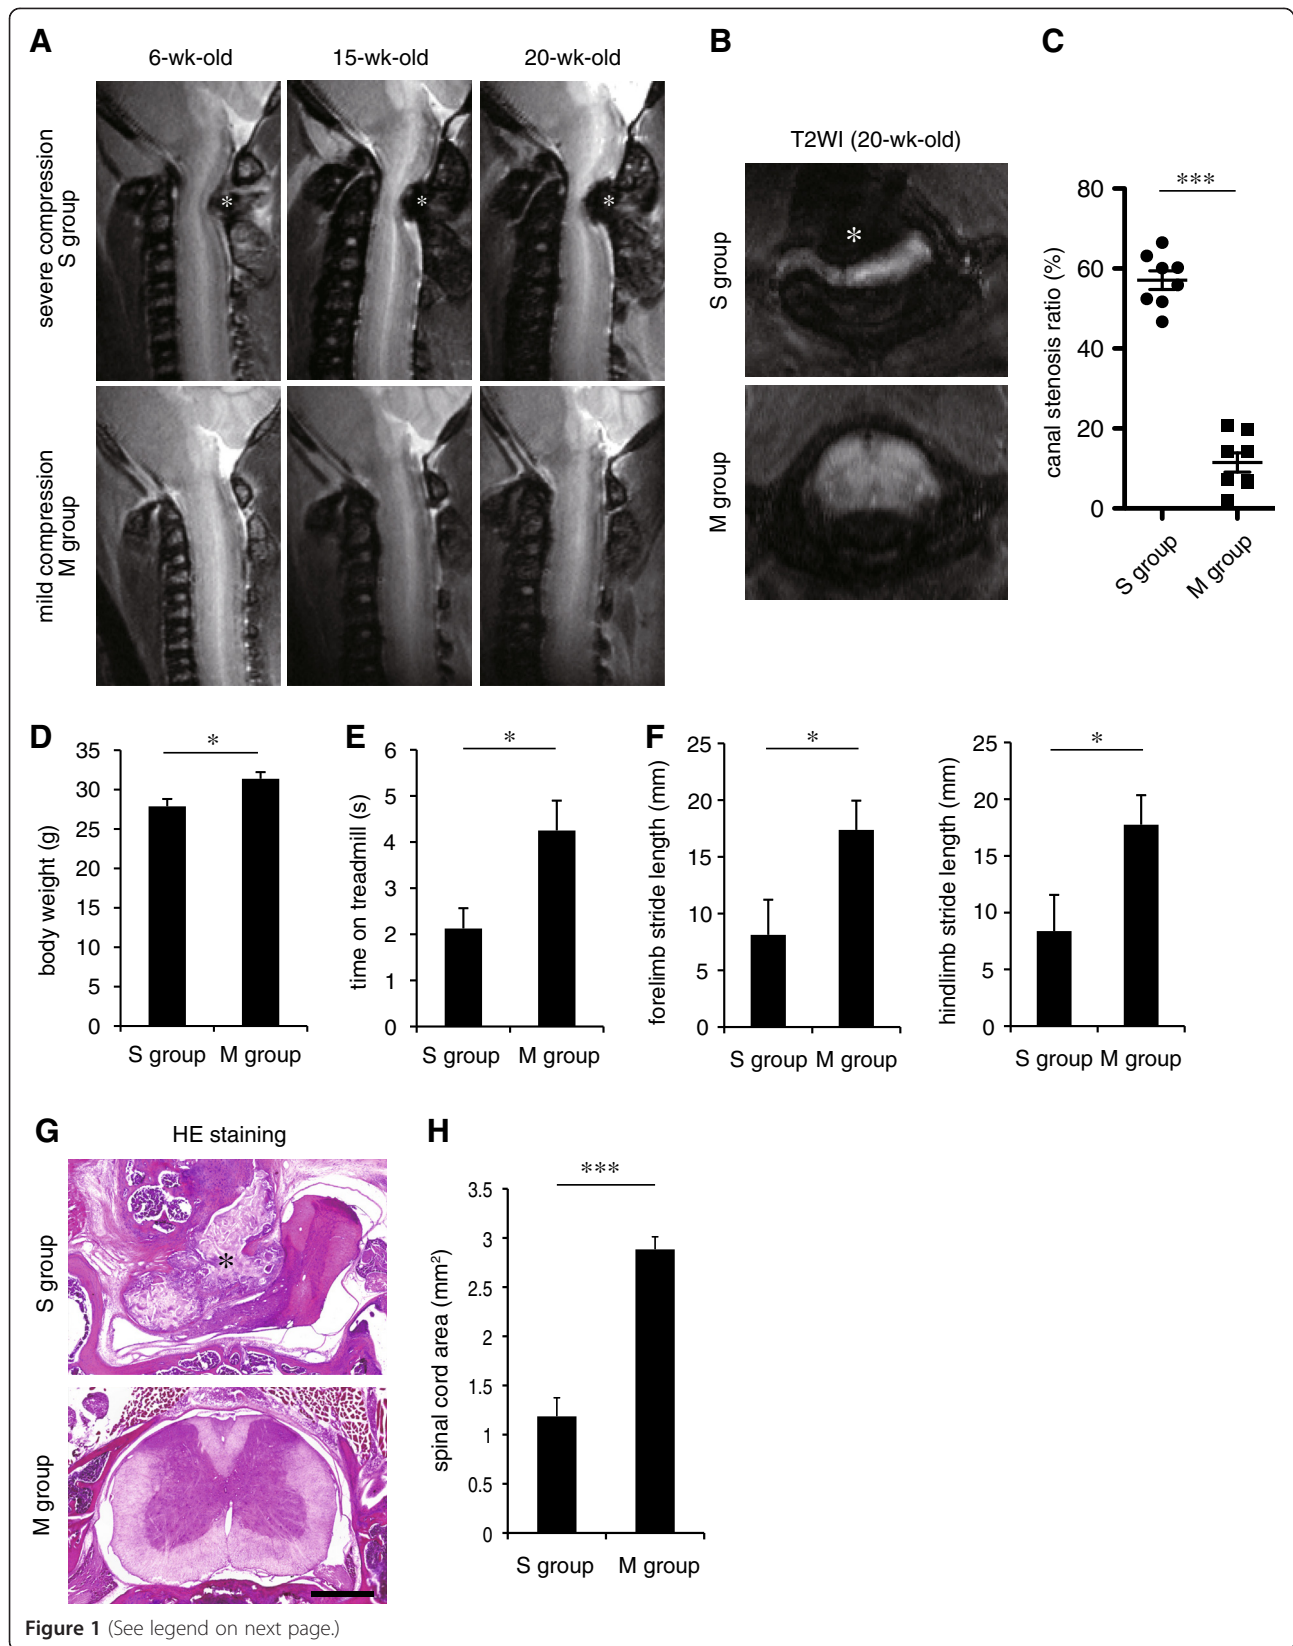 A
6-wk-old
15-wk-old
20-wk-old
severe compression
S group
*
*
*
mild compression
M group
B
T2WI (20-wk-old)
S group
*
M group
C
***
canal stenosis ratio (%)
80
60
40
20
0
S group
M group
D
*
body weight (g)
35
30
25
20
15
10
5
0
S group
M group
E
*
time on treadmill (s)
6
5
4
3
2
1
0
S group
M group
F
*
forelimb stride length (mm)
25
20
15
10
5
0
S group
M group
*
hindlimb stride length (mm)
25
20
15
10
5
0
S group
M group
G
HE staining
S group
*
M group
H
***
spinal cord area (mm²)
3.5
3
2.5
2
1.5
1
0.5
0
S group
M group
Figure 1 (See legend on next page.)